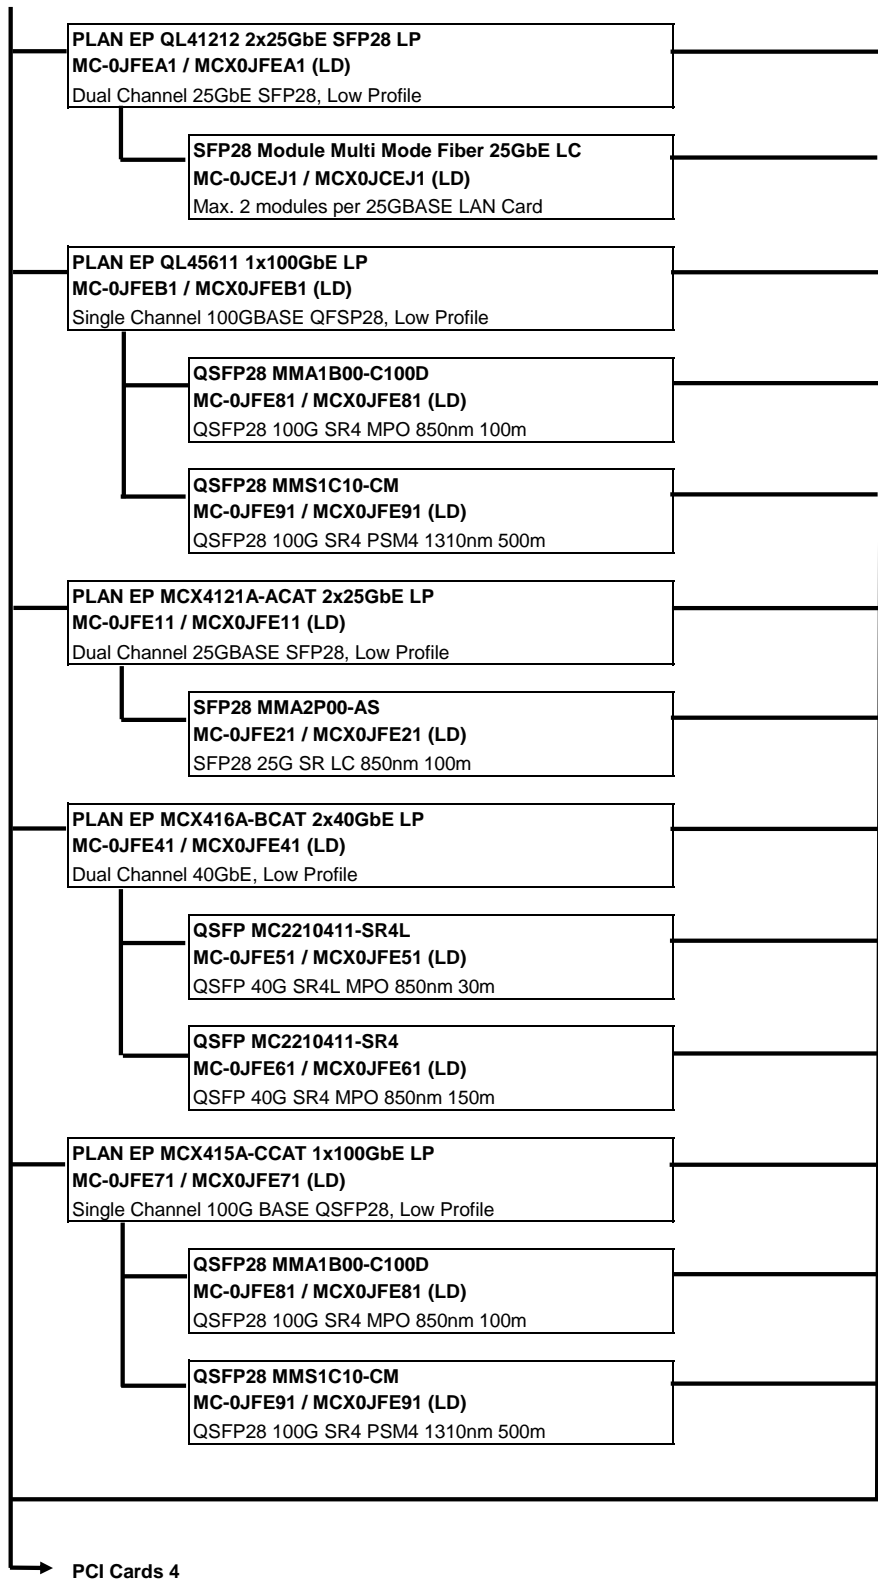 PLAN EP QL41212 2x25GbE SFP28 LP
MC-0JFEA1 / MCX0JFEA1 (LD)
Dual Channel 25GbE SFP28, Low Profile
SFP28 Module Multi Mode Fiber 25GbE LC
MC-0JCEJ1 / MCX0JCEJ1 (LD)
Max. 2 modules per 25GBASE LAN Card
PLAN EP QL45611 1x100GbE LP
MC-0JFEB1 / MCX0JFEB1 (LD)
Single Channel 100GBASE QFSP28, Low Profile
QSFP28 MMA1B00-C100D
MC-0JFE81 / MCX0JFE81 (LD)
QSFP28 100G SR4 MPO 850nm 100m
QSFP28 MMS1C10-CM
MC-0JFE91 / MCX0JFE91 (LD)
QSFP28 100G SR4 PSM4 1310nm 500m
PLAN EP MCX4121A-ACAT 2x25GbE LP
MC-0JFE11 / MCX0JFE11 (LD)
Dual Channel 25GBASE SFP28, Low Profile
SFP28 MMA2P00-AS
MC-0JFE21 / MCX0JFE21 (LD)
SFP28 25G SR LC 850nm 100m
PLAN EP MCX416A-BCAT 2x40GbE LP
MC-0JFE41 / MCX0JFE41 (LD)
Dual Channel 40GbE, Low Profile
QSFP MC2210411-SR4L
MC-0JFE51 / MCX0JFE51 (LD)
QSFP 40G SR4L MPO 850nm 30m
QSFP MC2210411-SR4
MC-0JFE61 / MCX0JFE61 (LD)
QSFP 40G SR4 MPO 850nm 150m
PLAN EP MCX415A-CCAT 1x100GbE LP
MC-0JFE71 / MCX0JFE71 (LD)
Single Channel 100G BASE QSFP28, Low Profile
QSFP28 MMA1B00-C100D
MC-0JFE81 / MCX0JFE81 (LD)
QSFP28 100G SR4 MPO 850nm 100m
QSFP28 MMS1C10-CM
MC-0JFE91 / MCX0JFE91 (LD)
QSFP28 100G SR4 PSM4 1310nm 500m
PCI Cards 4